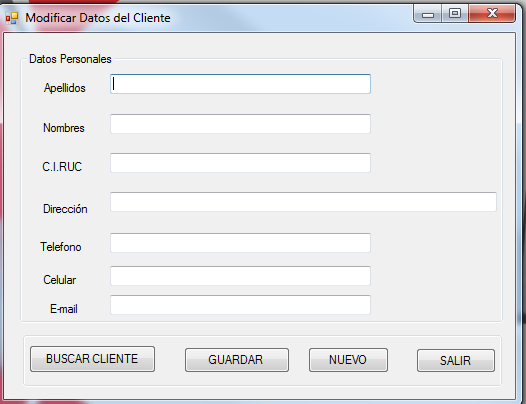 Modificar Datos del Cliente
Datos Personales
Apellidos
Nombres
C.I.RUC
Dirección
Telefono
Celular
E-mail
BUSCAR CLIENTE GUARDAR NUEVO SALIR